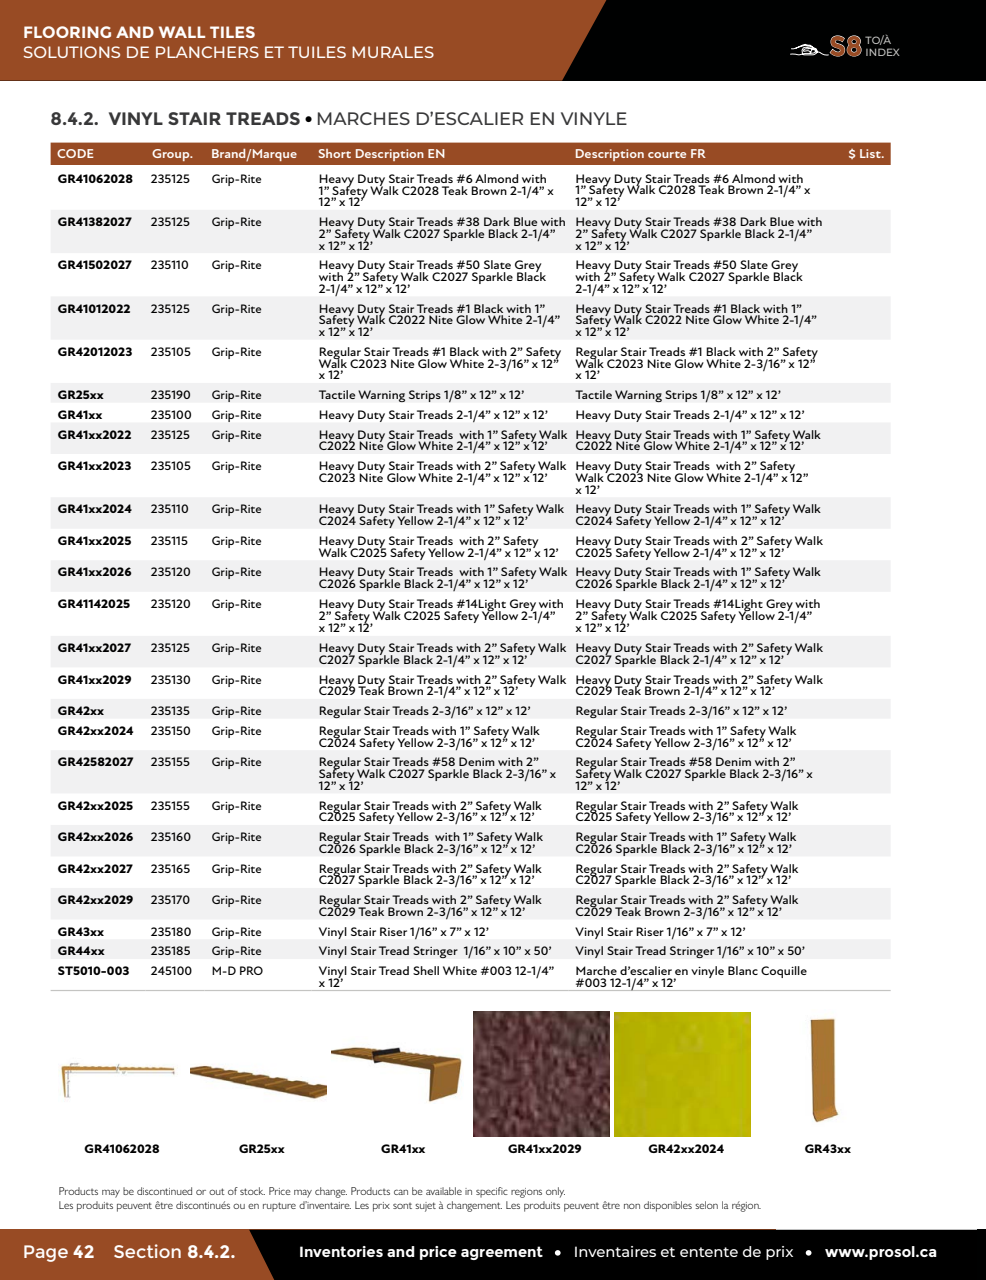 FLOORING AND WALL TILES
SOLUTIONS DE PLANCHERS ET TUILES MURALES
S8 TO/À
INDEX
8.4.2. VINYL STAIR TREADS • MARCHES D’ESCALIER EN VINYLE
CODE Group. Brand/Marque Short Description EN Description courte FR $ List.
GR41062028 235125 Grip-Rite Heavy Duty Stair Treads #6 Almond with Heavy Duty Stair Treads #6 Almond with
1” Safety Walk C2028 Teak Brown 2-1/4” x 1” Safety Walk C2028 Teak Brown 2-1/4” x
12” x 12’ 12” x 12’
GR41382027 235125 Grip-Rite Heavy Duty Stair Treads #38 Dark Blue with Heavy Duty Stair Treads #38 Dark Blue with
2” Safety Walk C2027 Sparkle Black 2-1/4” 2” Safety Walk C2027 Sparkle Black 2-1/4”
x 12” x 12’ x 12” x 12’
GR41502027 235110 Grip-Rite Heavy Duty Stair Treads #50 Slate Grey Heavy Duty Stair Treads #50 Slate Grey
with 2” Safety Walk C2027 Sparkle Black with 2” Safety Walk C2027 Sparkle Black
2-1/4” x 12” x 12’ 2-1/4” x 12” x 12’
GR41012022 235125 Grip-Rite Heavy Duty Stair Treads #1 Black with 1” Heavy Duty Stair Treads #1 Black with 1”
Safety Walk C2022 Nite Glow White 2-1/4” Safety Walk C2022 Nite Glow White 2-1/4”
x 12” x 12’ x 12” x 12’
GR42012023 235105 Grip-Rite Regular Stair Treads #1 Black with 2” Safety Regular Stair Treads #1 Black with 2” Safety
Walk C2023 Nite Glow White 2-3/16” x 12” Walk C2023 Nite Glow White 2-3/16” x 12”
x 12’ x 12’
GR25xx 235190 Grip-Rite Tactile Warning Strips 1/8” x 12” x 12’ Tactile Warning Strips 1/8” x 12” x 12’
GR41xx 235100 Grip-Rite Heavy Duty Stair Treads 2-1/4” x 12” x 12’ Heavy Duty Stair Treads 2-1/4” x 12” x 12’
GR41xx2022 235125 Grip-Rite Heavy Duty Stair Treads with 1” Safety Walk Heavy Duty Stair Treads with 1” Safety Walk
C2022 Nite Glow White 2-1/4” x 12” x 12’ C2022 Nite Glow White 2-1/4” x 12” x 12’
GR41xx2023 235105 Grip-Rite Heavy Duty Stair Treads with 2” Safety Walk Heavy Duty Stair Treads with 2” Safety
C2023 Nite Glow White 2-1/4” x 12” x 12’ Walk C2023 Nite Glow White 2-1/4” x 12”
x 12’
GR41xx2024 235110 Grip-Rite Heavy Duty Stair Treads with 1” Safety Walk Heavy Duty Stair Treads with 1” Safety Walk
C2024 Safety Yellow 2-1/4” x 12” x 12’ C2024 Safety Yellow 2-1/4” x 12” x 12’
GR41xx2025 235115 Grip-Rite Heavy Duty Stair Treads with 2” Safety Heavy Duty Stair Treads with 2” Safety Walk
Walk C2025 Safety Yellow 2-1/4” x 12” x 12’ C2025 Safety Yellow 2-1/4” x 12” x 12’
GR41xx2026 235120 Grip-Rite Heavy Duty Stair Treads with 1” Safety Walk Heavy Duty Stair Treads with 1” Safety Walk
C2026 Sparkle Black 2-1/4” x 12” x 12’ C2026 Sparkle Black 2-1/4” x 12” x 12’
GR41142025 235120 Grip-Rite Heavy Duty Stair Treads #14Light Grey with Heavy Duty Stair Treads #14Light Grey with
2” Safety Walk C2025 Safety Yellow 2-1/4” 2” Safety Walk C2025 Safety Yellow 2-1/4”
x 12” x 12’ x 12” x 12’
GR41xx2027 235125 Grip-Rite Heavy Duty Stair Treads with 2” Safety Walk Heavy Duty Stair Treads with 2” Safety Walk
C2027 Sparkle Black 2-1/4” x 12” x 12’ C2027 Sparkle Black 2-1/4” x 12” x 12’
GR41xx2029 235130 Grip-Rite Heavy Duty Stair Treads with 2” Safety Walk Heavy Duty Stair Treads with 2” Safety Walk
C2029 Teak Brown 2-1/4” x 12” x 12’ C2029 Teak Brown 2-1/4” x 12” x 12’
GR42xx 235135 Grip-Rite Regular Stair Treads 2-3/16” x 12” x 12’ Regular Stair Treads 2-3/16” x 12” x 12’
GR42xx2024 235150 Grip-Rite Regular Stair Treads with 1” Safety Walk Regular Stair Treads with 1” Safety Walk
C2024 Safety Yellow 2-3/16” x 12” x 12’ C2024 Safety Yellow 2-3/16” x 12” x 12’
GR42582027 235155 Grip-Rite Regular Stair Treads #58 Denim with 2” Regular Stair Treads #58 Denim with 2”
Safety Walk C2027 Sparkle Black 2-3/16” x Safety Walk C2027 Sparkle Black 2-3/16” x
12” x 12’ 12” x 12’
GR42xx2025 235155 Grip-Rite Regular Stair Treads with 2” Safety Walk Regular Stair Treads with 2” Safety Walk
C2025 Safety Yellow 2-3/16” x 12” x 12’ C2025 Safety Yellow 2-3/16” x 12” x 12’
GR42xx2026 235160 Grip-Rite Regular Stair Treads with 1” Safety Walk Regular Stair Treads with 1” Safety Walk
C2026 Sparkle Black 2-3/16” x 12” x 12’ C2026 Sparkle Black 2-3/16” x 12” x 12’
GR42xx2027 235165 Grip-Rite Regular Stair Treads with 2” Safety Walk Regular Stair Treads with 2” Safety Walk
C2027 Sparkle Black 2-3/16” x 12” x 12’ C2027 Sparkle Black 2-3/16” x 12” x 12’
GR42xx2029 235170 Grip-Rite Regular Stair Treads with 2” Safety Walk Regular Stair Treads with 2” Safety Walk
C2029 Teak Brown 2-3/16” x 12” x 12’ C2029 Teak Brown 2-3/16” x 12” x 12’
GR43xx 235180 Grip-Rite Vinyl Stair Riser 1/16” x 7” x 12’ Vinyl Stair Riser 1/16” x 7” x 12’
GR44xx 235185 Grip-Rite Vinyl Stair Tread Stringer 1/16” x 10” x 50’ Vinyl Stair Tread Stringer 1/16” x 10” x 50’
ST5010-003 245100 M-D PRO Vinyl Stair Tread Shell White #003 12-1/4” Marche d’escalier en vinyle Blanc Coquille
x 12’ #003 12-1/4” x 12’
GR41062028 GR25xx GR41xx GR41xx2029 GR42xx2024 GR43xx
Products may be discontinued or out of stock. Price may change. Products can be available in specific regions only.
Les produits peuvent être discontinués ou en rupture d’inventaire. Les prix sont sujet à changement. Les produits peuvent être non disponibles selon la région.
Page 42 Section 8.4.2. Inventories and price agreement • Inventaires et entente de prix • www.prosol.ca